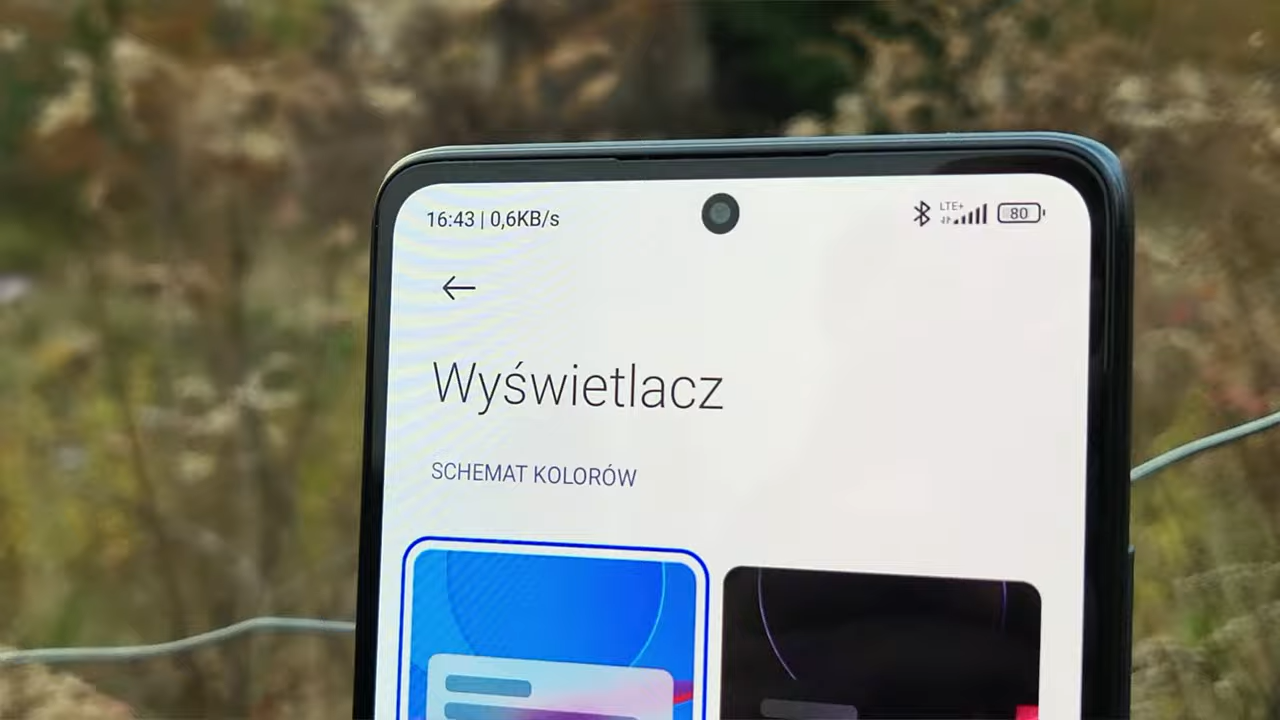 16:43 | 0,6KB/s
LTE+
80
Wyświetlacz
SCHEMAT KOLORÓW